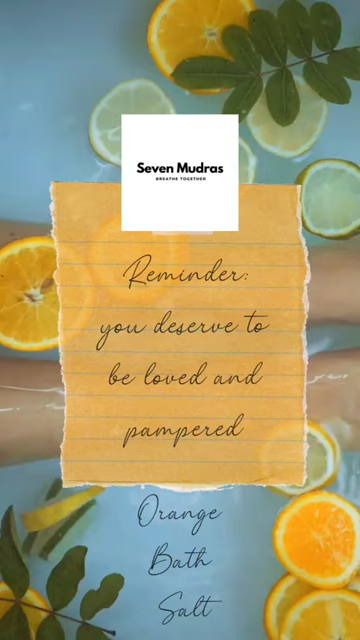 Seven Mudras
BREATHE TOGETHER
Reminder:
you deserve to
be loved and
pampered
Orange
Bath
Salt